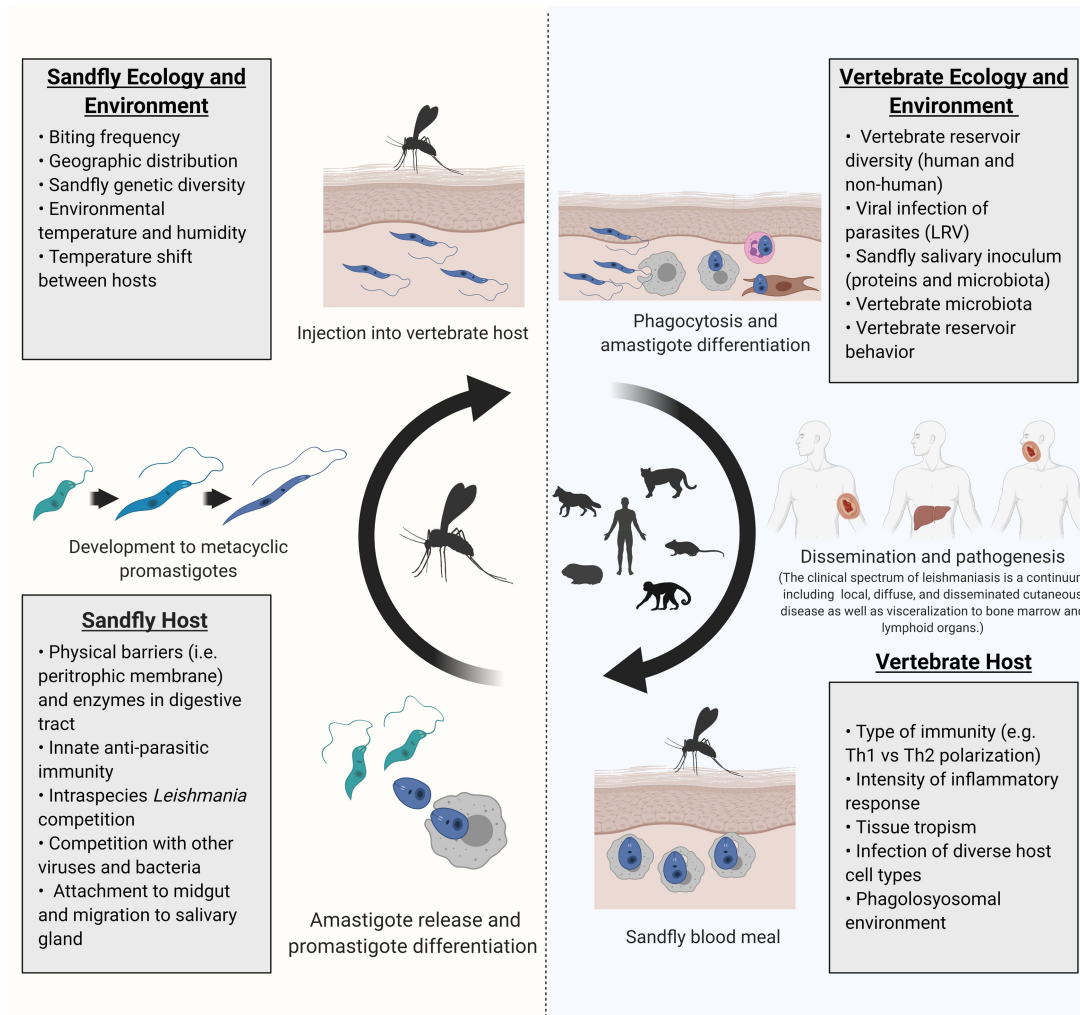 Sandfly Ecology and
Environment
• Biting frequency
• Geographic distribution
• Sandfly genetic diversity
• Environmental
temperature and humidity
• Temperature shift
between hosts
Injection into vertebrate host
Development to metacyclic
promastigotes
Sandfly Host
• Physical barriers (i.e.
peritrophic membrane)
and enzymes in digestive
tract
• Innate anti-parasitic
immunity
• Intraspecies Leishmania
competition
• Competition with other
viruses and bacteria
• Attachment to midgut
and migration to salivary
gland
Amastigote release and
promastigote differentiation
Vertebrate Ecology and
Environment
• Vertebrate reservoir
diversity (human and
non-human)
• Viral infection of
parasites (LRV)
• Sandfly salivary inoculum
(proteins and microbiota)
• Vertebrate microbiota
• Vertebrate reservoir
behavior
Phagocytosis and
amastigote differentiation
Dissemination and pathogenesis
(The clinical spectrum of leishmaniasis is a continuum
including local, diffuse, and disseminated cutaneous
disease as well as visceralization to bone marrow and
lymphoid organs.)
Vertebrate Host
• Type of immunity (e.g.
Th1 vs Th2 polarization)
• Intensity of inflammatory
response
• Tissue tropism
• Infection of diverse host
cell types
• Phagolosyosomal
environment
Sandfly blood meal